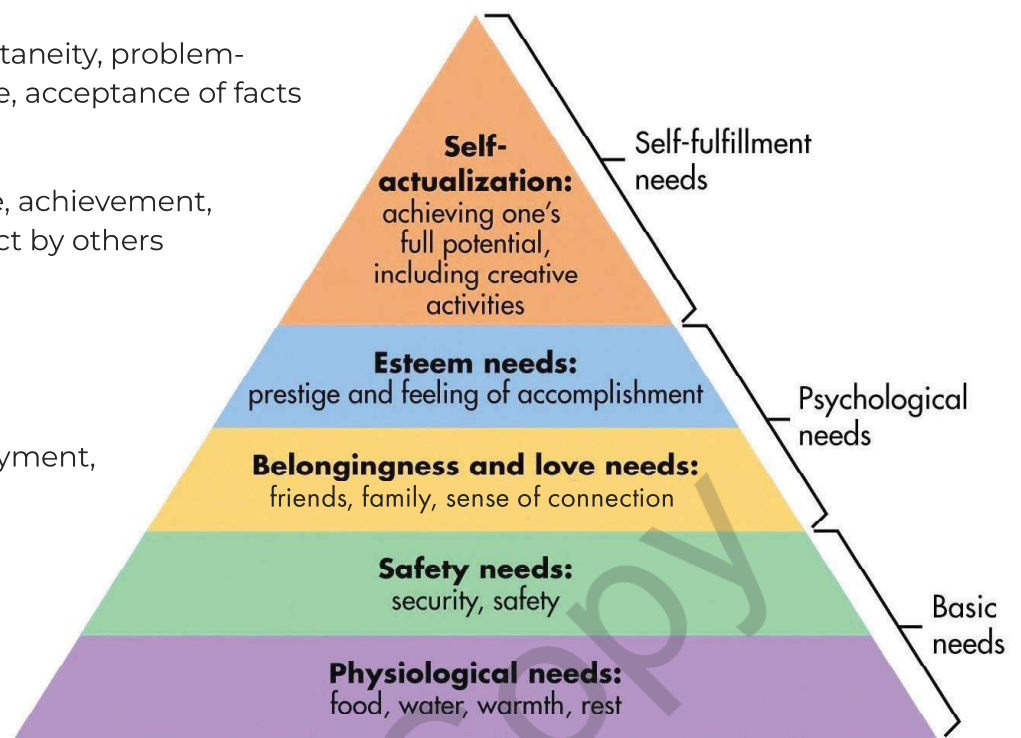 taneity, problem-
e, acceptance of facts
e, achievement,
ct by others
yment,
Self-
actualization:
achieving one's
full potential,
including creative
activities
Esteem needs:
prestige and feeling of accomplishment
Belongingness and love needs:
friends, family, sense of connection
Safety needs:
security, safety
Physiological needs:
food, water, warmth, rest
Self-fulfillment
needs
Psychological
needs
Basic
needs
Copy